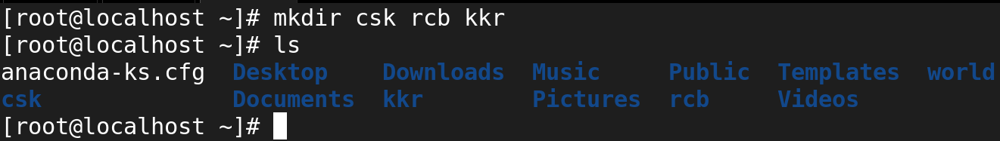 [root@localhost ~]# mkdir csk rcb kkr
[root@localhost ~]# ls
anaconda-ks.cfg  Desktop    Downloads  Music     Public  Templates  world
csk              Documents  kkr        Pictures  rcb     Videos
[root@localhost ~]#